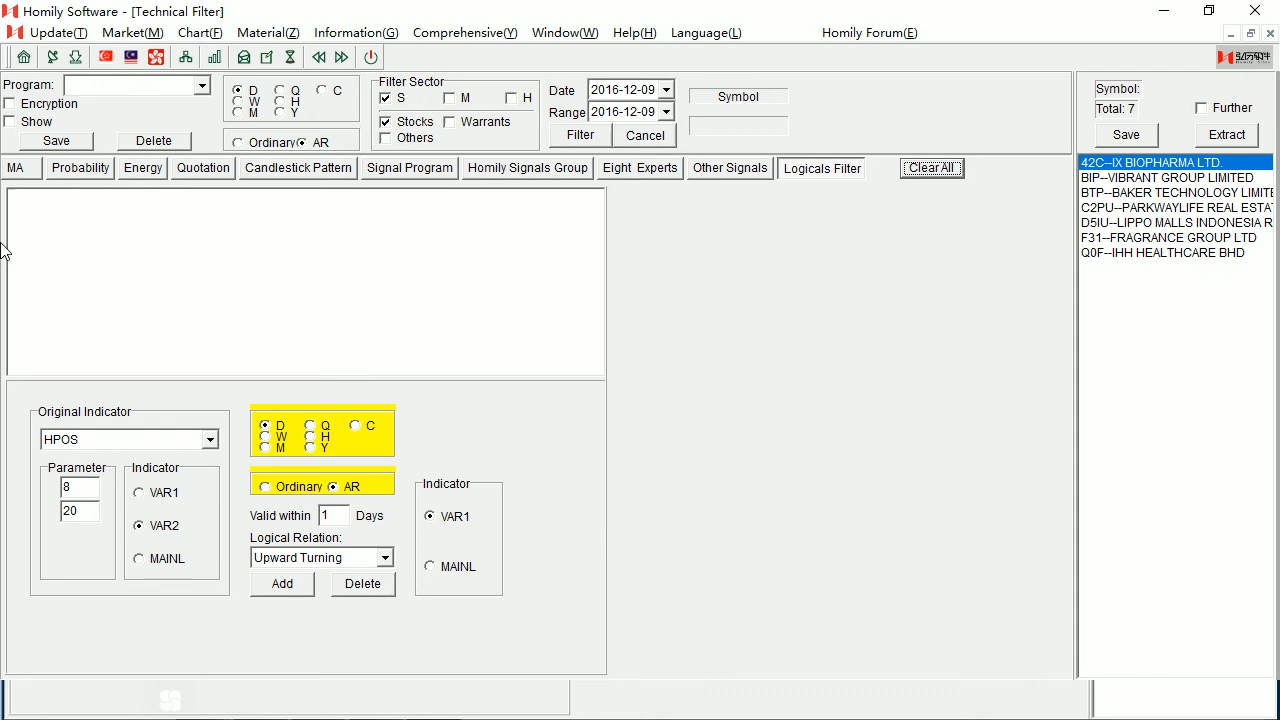 Homily Software - [Technical Filter]
Update(T) Market(M) Chart(F) Material(Z) Information(G) Comprehensive(Y) Window(W) Help(H) Language(L) Homily Forum(E)
Program:
Encryption
Show
Save Delete
D Q C
W H
M Y
Ordinary AR
Filter Sector
S M H
Stocks Warrants
Others
Date 2016-12-09
Range 2016-12-09
Filter Cancel
Symbol
Symbol:
Total: 7 Further
Save Extract
MA Probability Energy Quotation Candlestick Pattern Signal Program Homily Signals Group Eight Experts Other Signals Logicals Filter Clear All
42C--IX BIOPHARMA LTD.
BIP--VIBRANT GROUP LIMITED
BTP--BAKER TECHNOLOGY LIMITE
C2PU--PARKWAYLIFE REAL ESTA
D5IU--LIPPO MALLS INDONESIA R
F31--FRAGRANCE GROUP LTD
Q0F--IHH HEALTHCARE BHD
Original Indicator
HPOS
Parameter
8
20
Indicator
VAR1
VAR2
MAINL
D Q C
W H
M Y
Ordinary AR
Valid within 1 Days
Logical Relation:
Upward Turning
Add Delete
Indicator
VAR1
MAINL